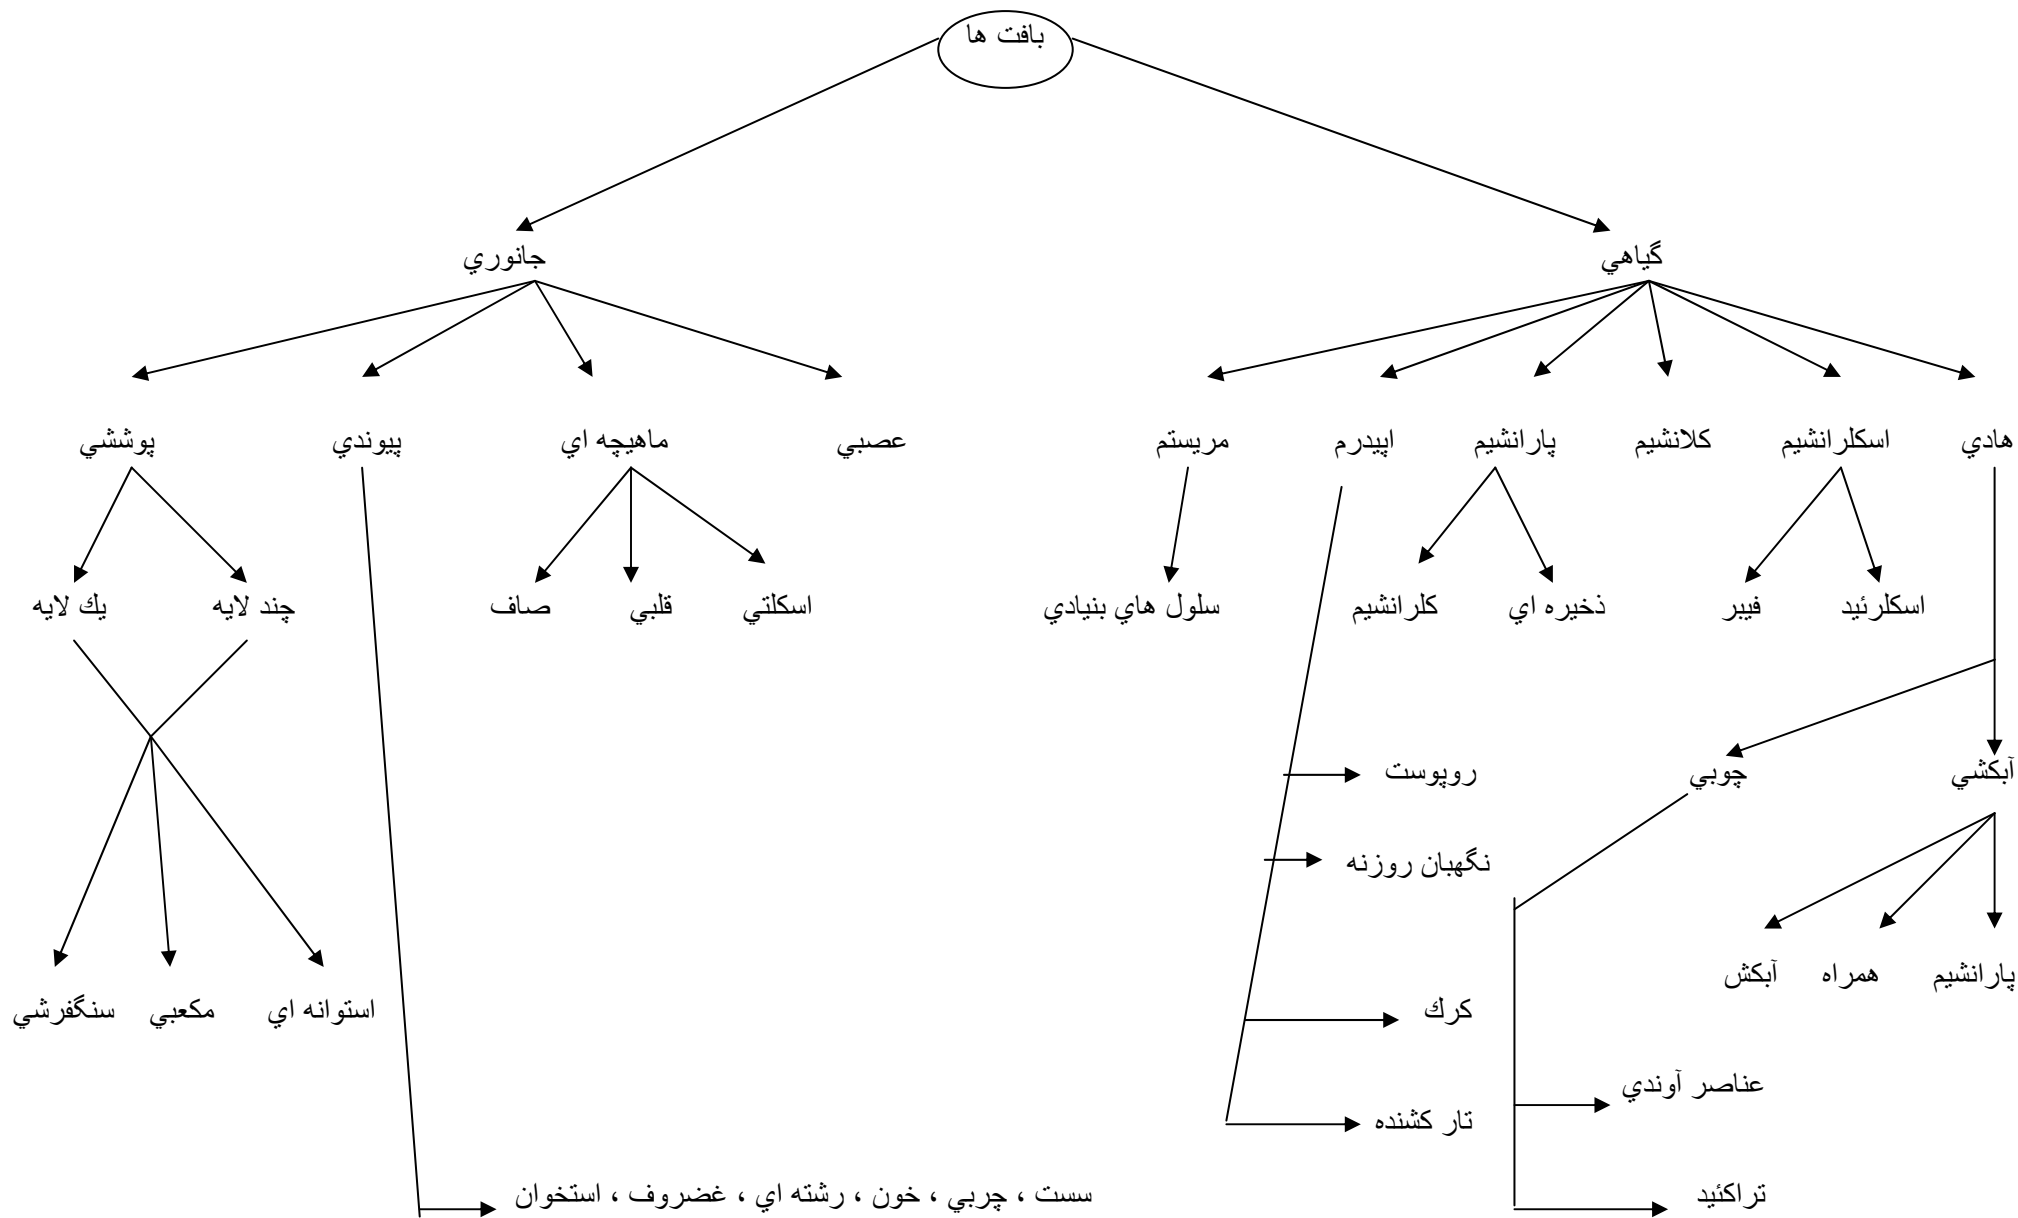 بافت ها
گياهي
جانوري
هادي
اسكلرانشيم
كلانشيم
پارانشيم
اپيدرم
مريستم
عصبي
ماهيچه اي
پيوندي
پوششي
اسكلرئيد
فيبر
ذخيره اي
كلرانشيم
سلول هاي بنيادي
اسكلتي
قلبي
صاف
چند لايه
يك لايه
آبكشي
چوبي
روپوست
نگهبان روزنه
پارانشيم
همراه
آبكش
كرك
استوانه اي
مكعبي
سنگفرشي
عناصر آوندي
تار كشنده
تراكئيد
سست ، چربي ، خون ، رشته اي ، غضروف ، استخوان